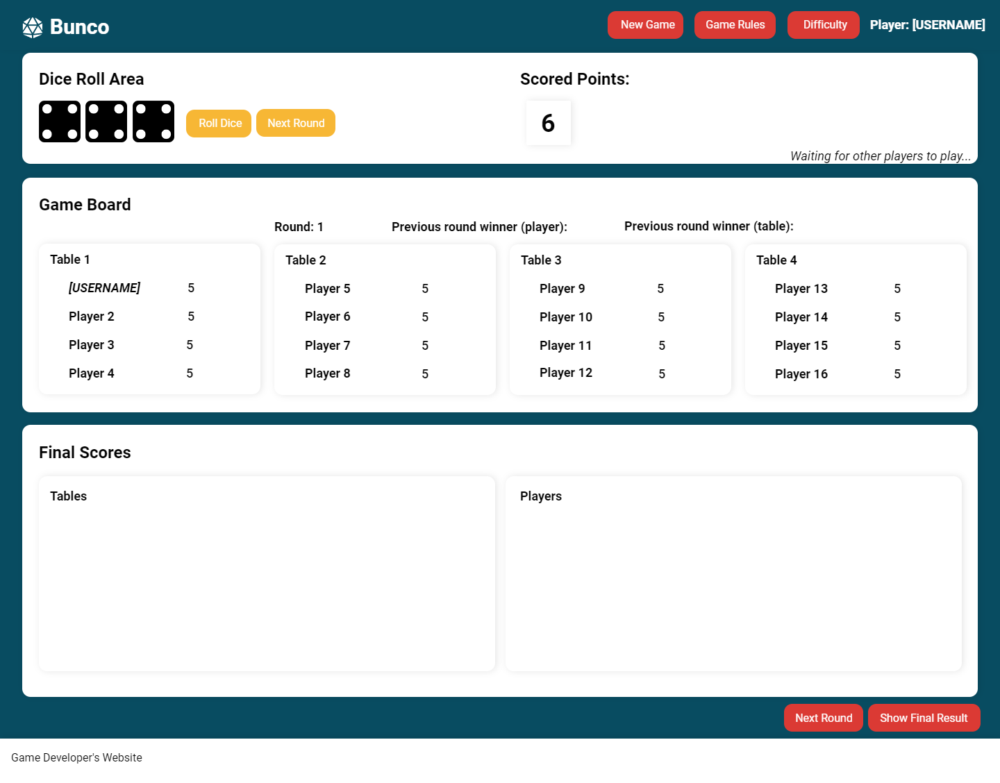 Bunco
New Game
Game Rules
Difficulty
Player: [USERNAME]
Dice Roll Area
Roll Dice
Next Round
Scored Points:
6
Waiting for other players to play...
Game Board
Round: 1
Previous round winner (player):
Previous round winner (table):
Table 1
[USERNAME] 5
Player 2 5
Player 3 5
Player 4 5
Table 2
Player 5 5
Player 6 5
Player 7 5
Player 8 5
Table 3
Player 9 5
Player 10 5
Player 11 5
Player 12 5
Table 4
Player 13 5
Player 14 5
Player 15 5
Player 16 5
Final Scores
Tables
Players
Next Round
Show Final Result
Game Developer's Website